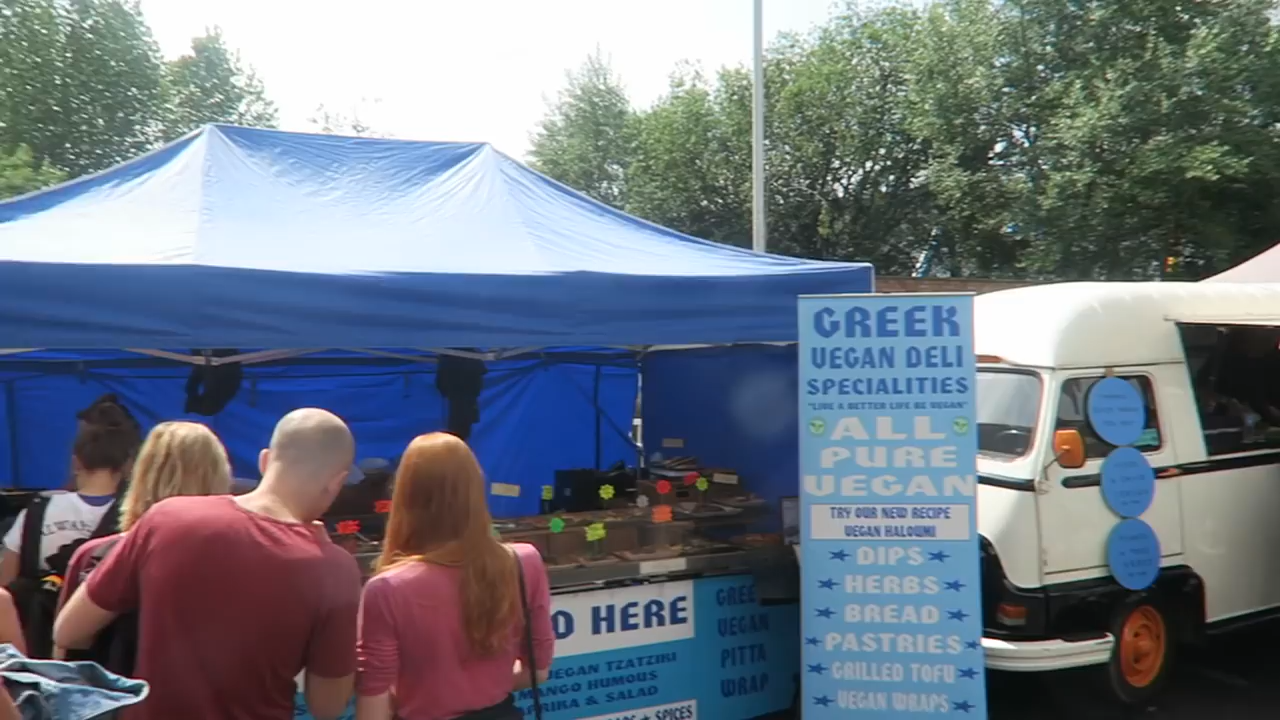 GREEK
VEGAN DELI
SPECIALITIES
"LIVE A BETTER LIFE BE VEGAN"
ALL
PURE
VEGAN
TRY OUR NEW RECIPE
VEGAN HALOUMI
DIPS
HERBS
BREAD
PASTRIES
GRILLED TOFU
VEGAN WRAPS
O HERE
VEGAN TZATZIKI
MANGO HUMOUS
& SALAD
SPICES
GREE
VEGAN
PITTA
WRAP